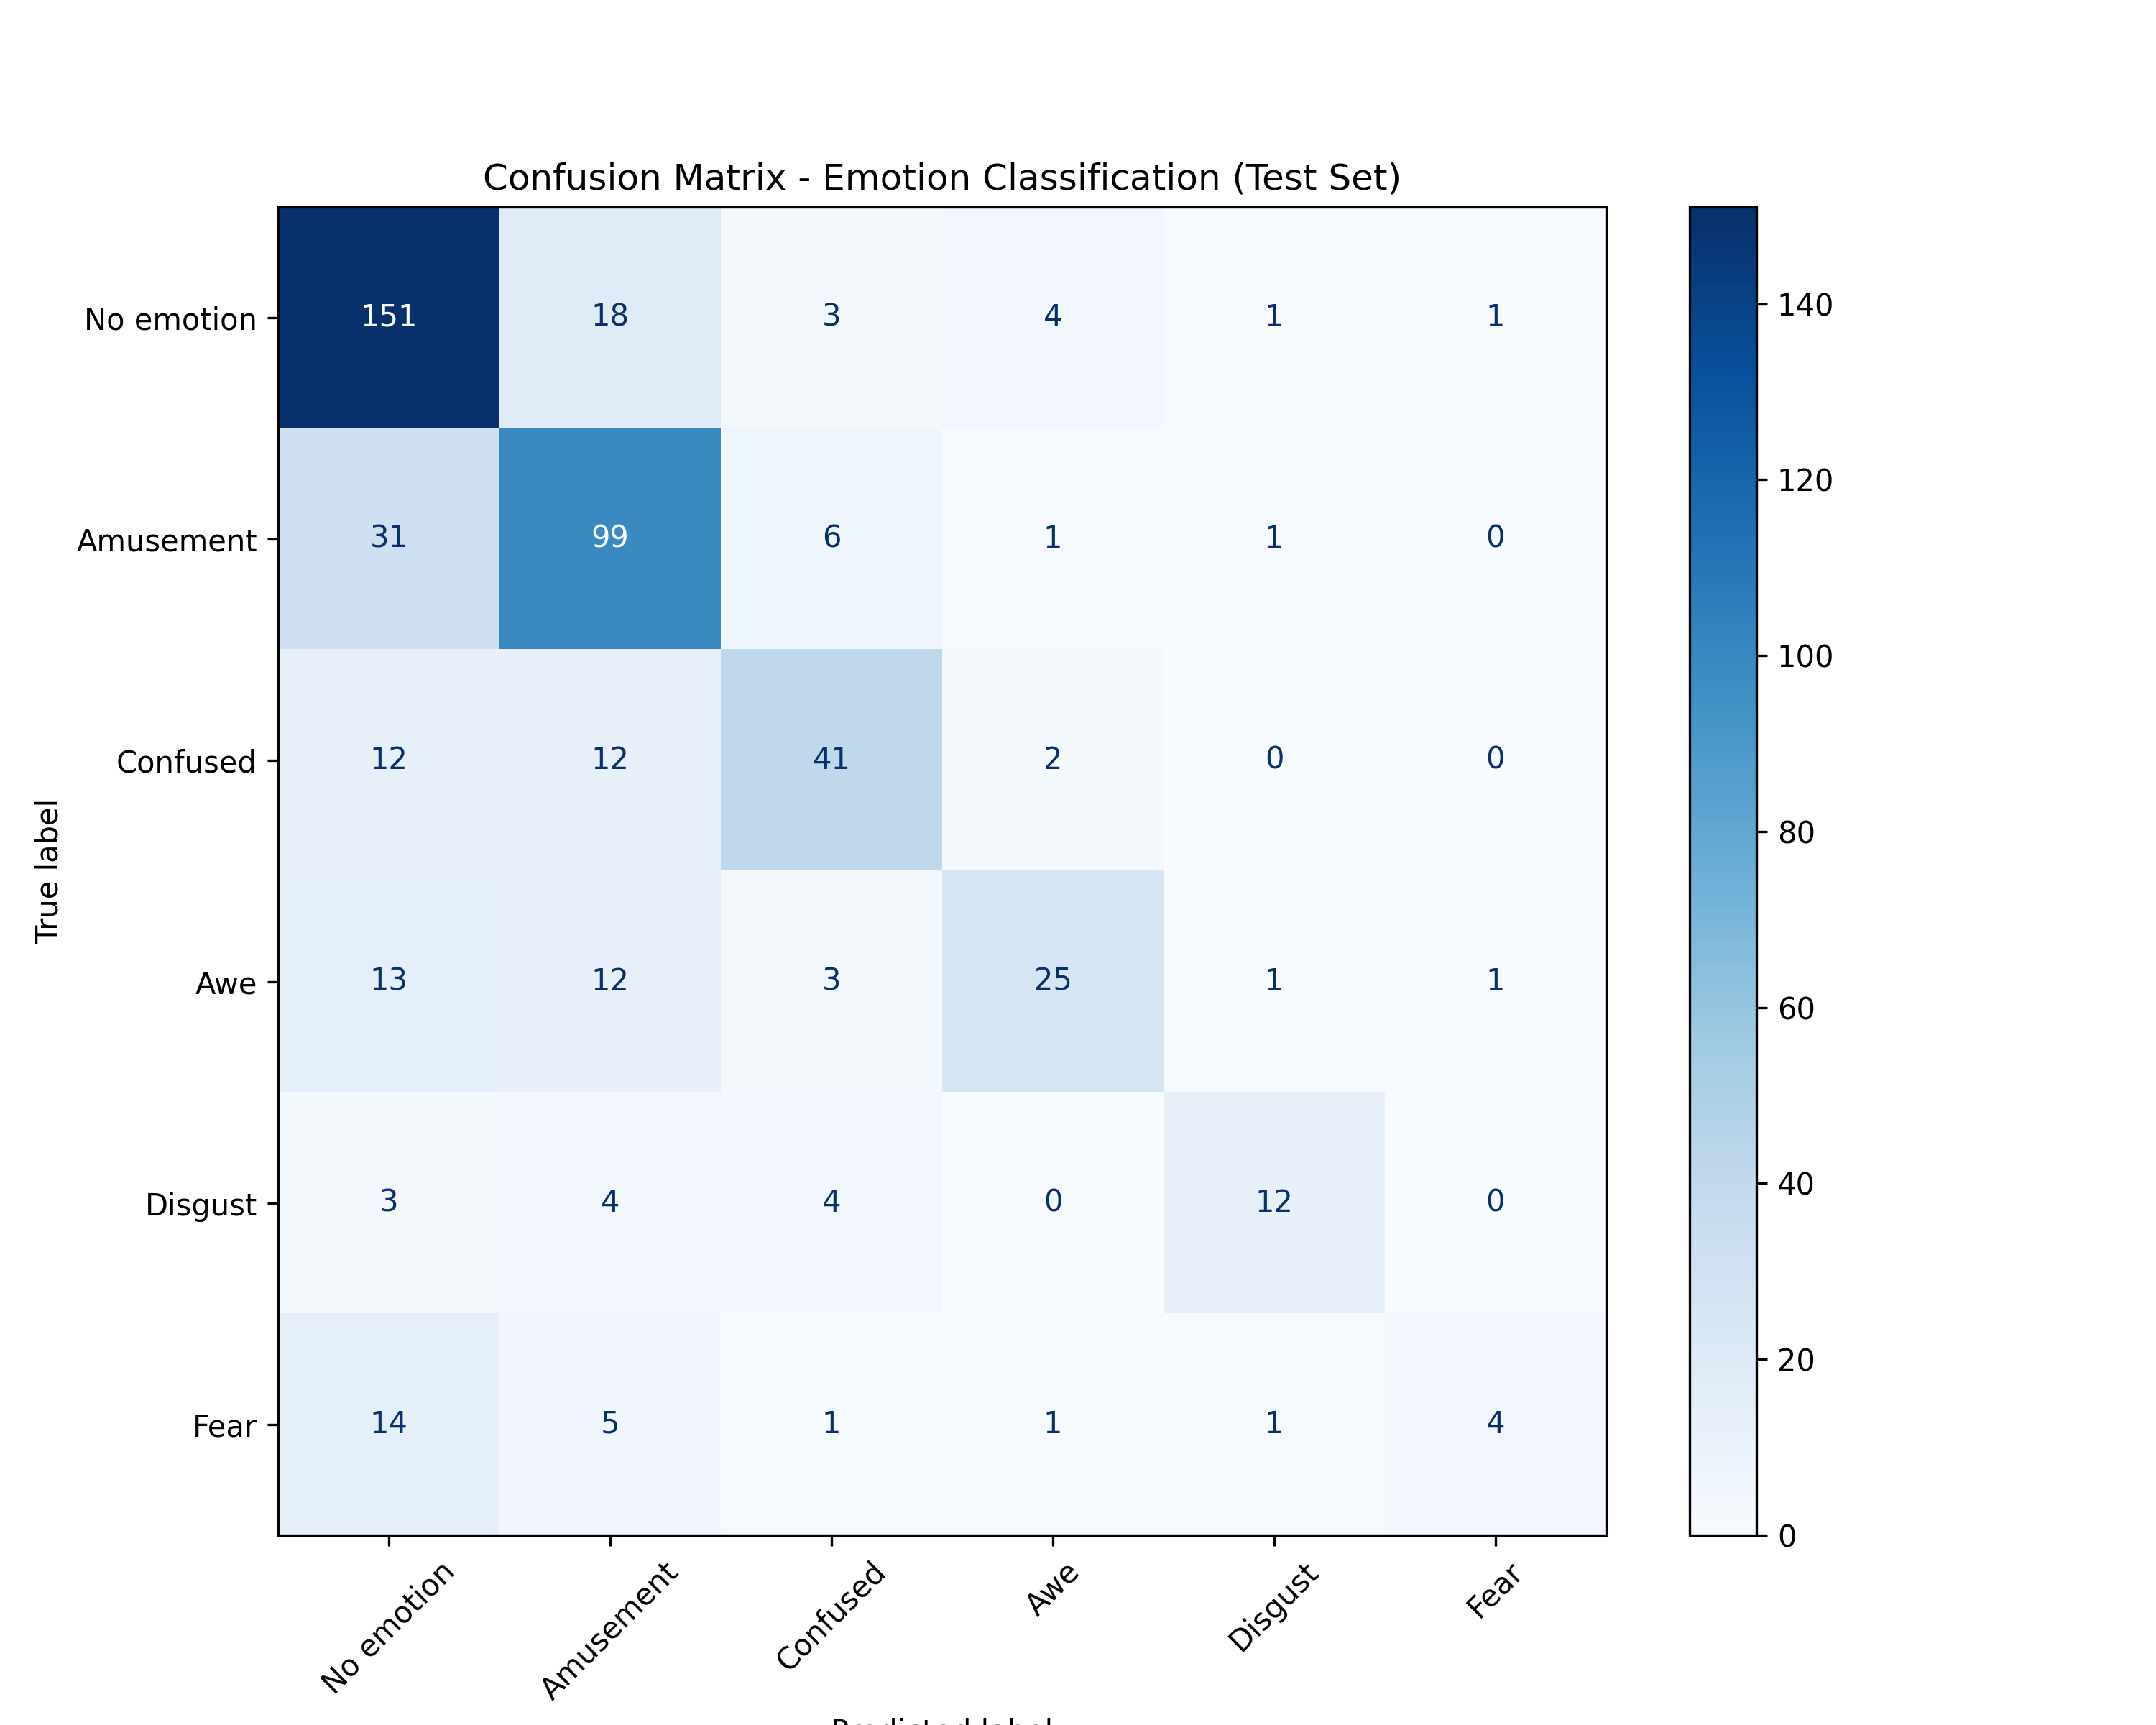 Confusion Matrix - Emotion Classification (Test Set)
True label
No emotion 151 18 3 4 1 1
Amusement 31 99 6 1 1 0
Confused 12 12 41 2 0 0
Awe 13 12 3 25 1 1
Disgust 3 4 4 0 12 0
Fear 14 5 1 1 1 4
No emotion Amusement Confused Awe Disgust Fear
Predicted label
140
120
100
80
60
40
20
0